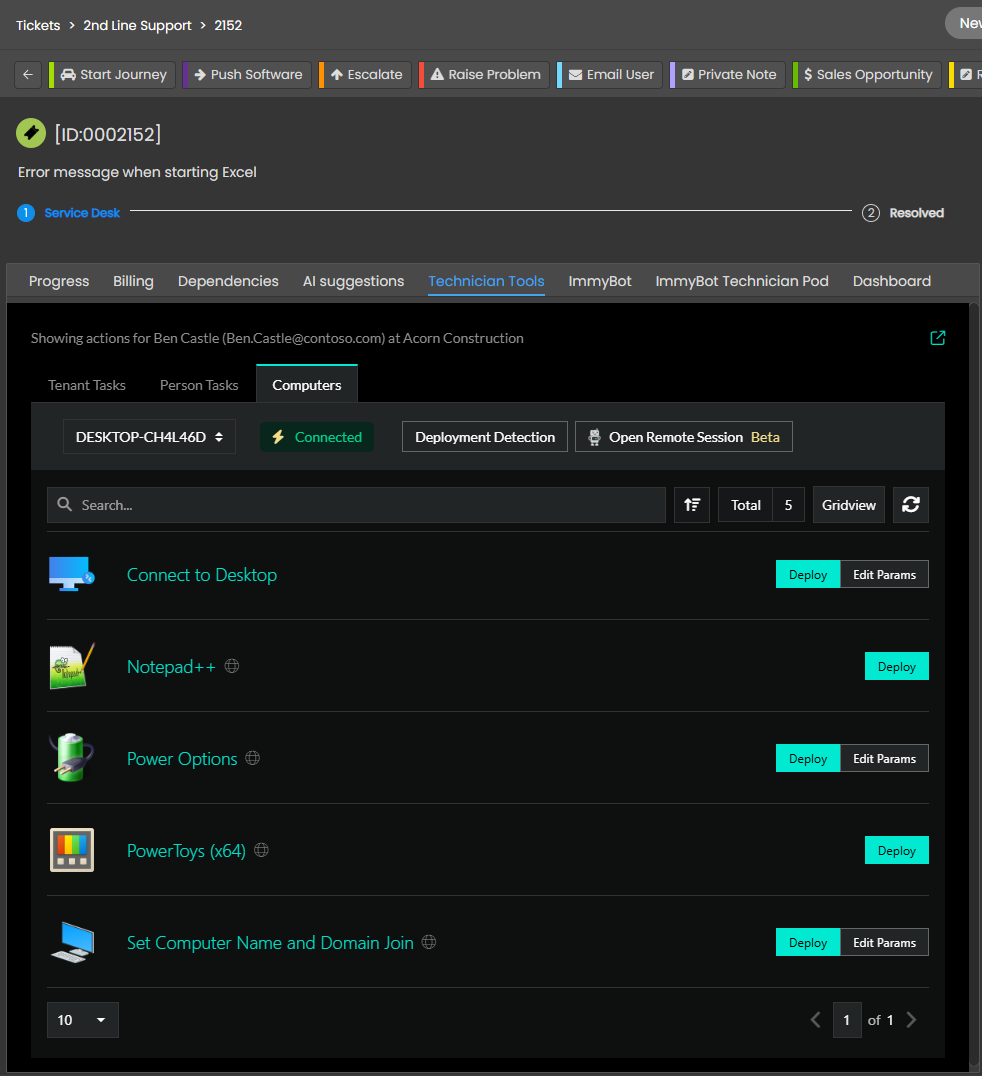 Tickets > 2nd Line Support > 2152
New
Start Journey
Push Software
Escalate
Raise Problem
Email User
Private Note
$ Sales Opportunity
[ID:0002152]
Error message when starting Excel
1 Service Desk
2 Resolved
Progress
Billing
Dependencies
AI suggestions
Technician Tools
ImmyBot
ImmyBot Technician Pod
Dashboard
Showing actions for Ben Castle (Ben.Castle@contoso.com) at Acorn Construction
Tenant Tasks
Person Tasks
Computers
DESKTOP-CH4L46D
Connected
Deployment Detection
Open Remote Session Beta
Search...
Total 5
Gridview
Connect to Desktop
Deploy
Edit Params
Notepad++
Deploy
Power Options
Deploy
Edit Params
PowerToys (x64)
Deploy
Set Computer Name and Domain Join
Deploy
Edit Params
10
1 of 1